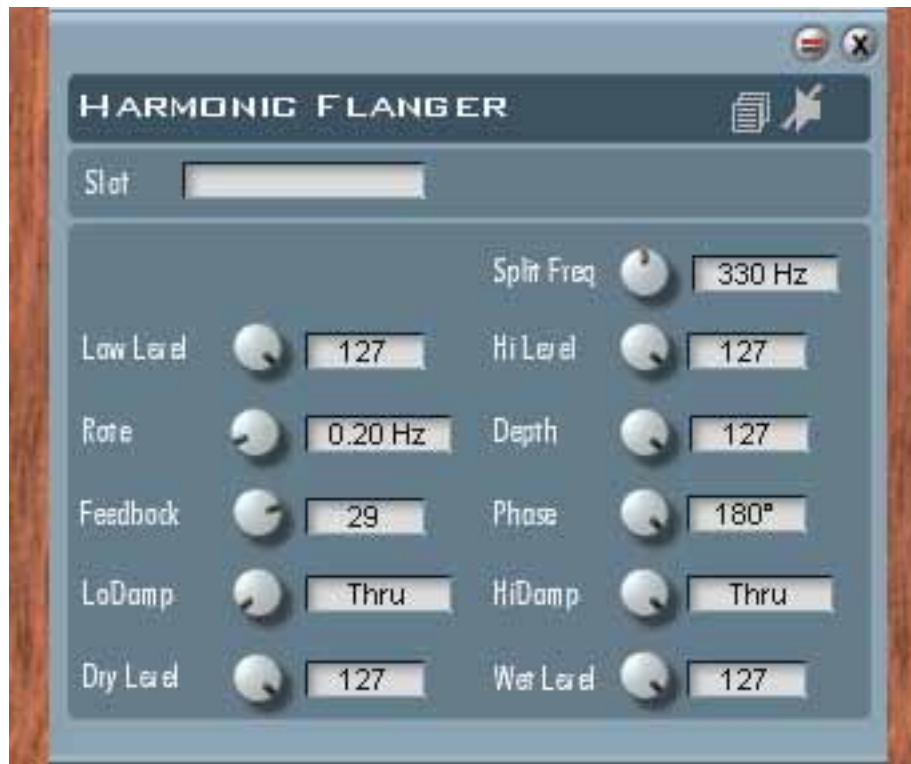 HARMONIC FLANGER
Slot
Split Freq 330 Hz
Low Level 127 Hi Level 127
Rate 0.20 Hz Depth 127
Feedback 29 Phase 180°
LoDamp Thru HiDamp Thru
Dry Level 127 Wet Level 127